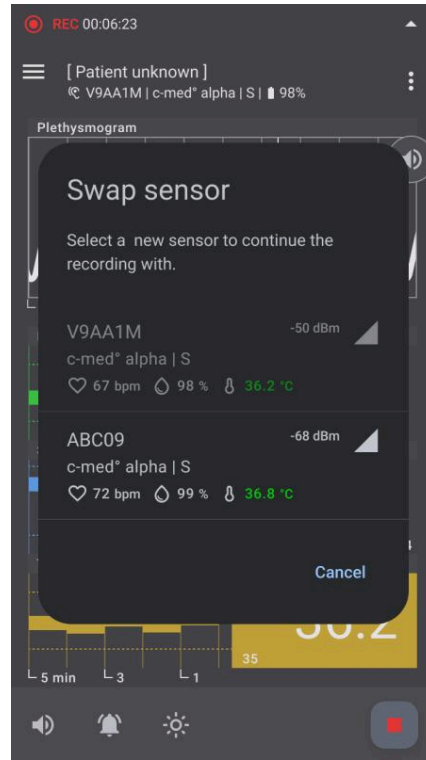 REC 00:06:23
[ Patient unknown ]
V9AA1M | c-med° alpha | S | 98%
Plethysmogram
Swap sensor
Select a new sensor to continue the
recording with.
V9AA1M
-50 dBm
c-med° alpha | S
67 bpm 98 % 36.2 °C
ABC09
-68 dBm
c-med° alpha | S
72 bpm 99 % 36.8 °C
Cancel
36.2
35
5 min 3 1